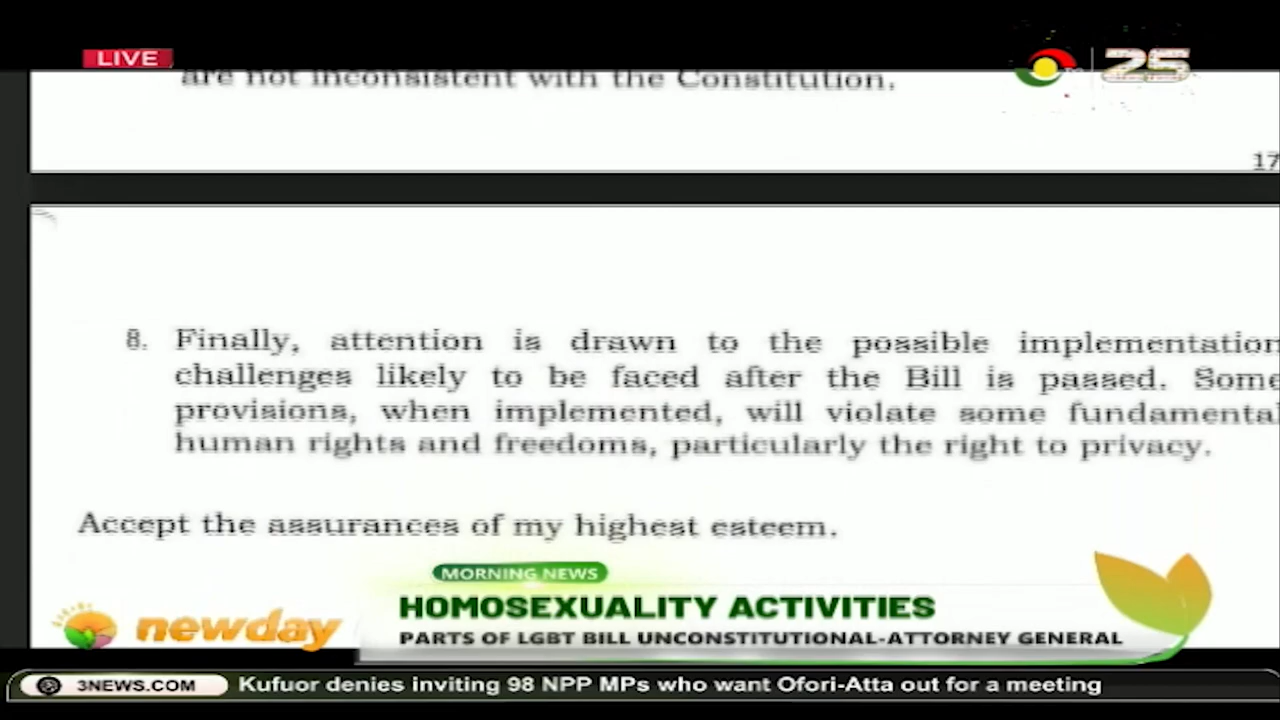 LIVE
25
are not inconsistent with the Constitution.
17
8. Finally, attention is drawn to the possible implementation
challenges likely to be faced after the Bill is passed. Some
provisions, when implemented, will violate some fundamental
human rights and freedoms, particularly the right to privacy.
Accept the assurances of my highest esteem.
MORNING NEWS
newday
HOMOSEXUALITY ACTIVITIES
PARTS OF LGBT BILL UNCONSTITUTIONAL-ATTORNEY GENERAL
3NEWS.COM
Kufuor denies inviting 98 NPP MPs who want Ofori-Atta out for a meeting